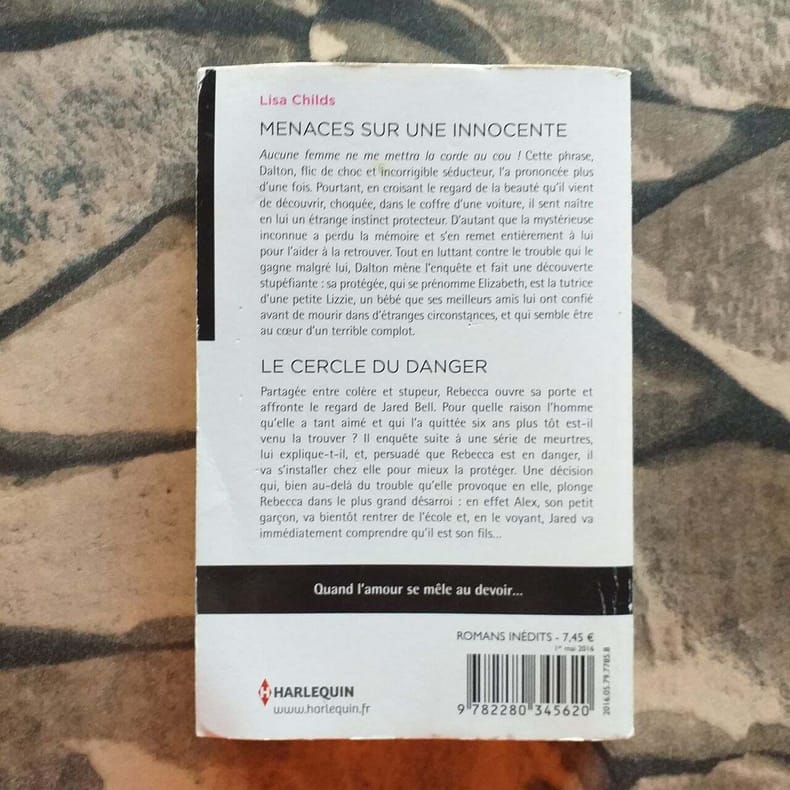 Lisa Childs
MENACES SUR UNE INNOCENTE
Aucune femme ne me mettra la corde au cou ! Cette phrase,
Dalton, flic de choc et incorrigible séducteur, l'a prononcée plus
d'une fois. Pourtant, en croisant le regard de la beauté qu'il vient
de découvrir, choquée, dans le coffre d'une voiture, il sent naître
en lui un étrange instinct protecteur. D'autant que la mystérieuse
inconnue a perdu la mémoire et s'en remet entièrement à lui
pour l'aider à la retrouver. Tout en luttant contre le trouble qui le
gagne malgré lui, Dalton mène l'enquête et fait une découverte
stupéfiante : sa protégée, qui se prénomme Elizabeth, est la tutrice
d'une petite Lizzie, un bébé que ses meilleurs amis lui ont confié
avant de mourir dans d'étranges circonstances, et qui semble être
au cœur d'un terrible complot.
LE CERCLE DU DANGER
Partagée entre colère et stupeur, Rebecca ouvre sa porte et
affronte le regard de Jared Bell. Pour quelle raison l'homme
qu'elle a tant aimé et qui l'a quittée six ans plus tôt est-il
venu la trouver ? Il enquête suite à une série de meurtres,
lui explique-t-il, et, persuadé que Rebecca est en danger, il
va s'installer chez elle pour mieux la protéger. Une décision
qui, bien au-delà du trouble qu'elle provoque en elle, plonge
Rebecca dans le plus grand désarroi : en effet Alex, son petit
garçon, va bientôt rentrer de l'école et, en le voyant, Jared va
immédiatement comprendre qu'il est son fils...
Quand l'amour se mêle au devoir...
ROMANS INÉDITS - 7,45 €
1er mai 2016
2016.05.79.7785.8
HARLEQUIN
www.harlequin.fr
9 782280 345620